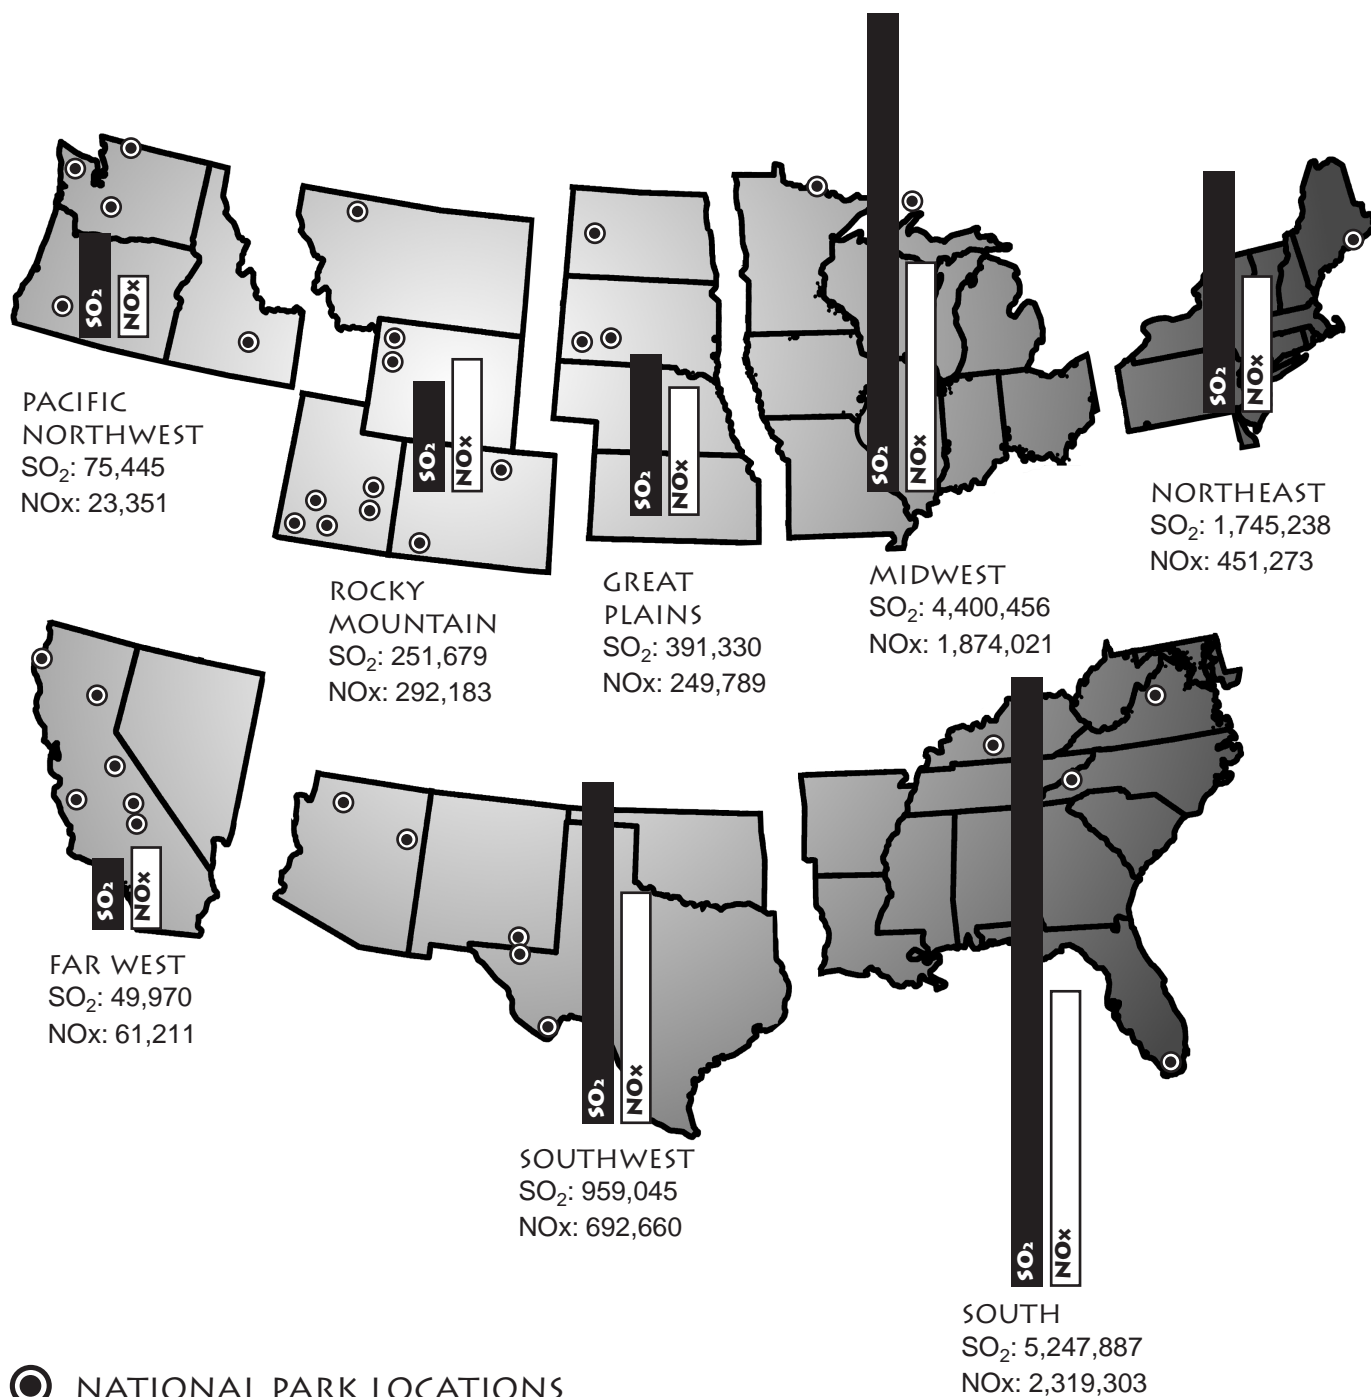 SO₂
NOx
PACIFIC
NORTHWEST
SO₂: 75,445
NOx: 23,351
SO₂
NOx
ROCKY
MOUNTAIN
SO₂: 251,679
NOx: 292,183
SO₂
NOx
GREAT
PLAINS
SO₂: 391,330
NOx: 249,789
SO₂
NOx
MIDWEST
SO₂: 4,400,456
NOx: 1,874,021
SO₂
NOx
NORTHEAST
SO₂: 1,745,238
NOx: 451,273
SO₂
NOx
FAR WEST
SO₂: 49,970
NOx: 61,211
SO₂
NOx
SOUTHWEST
SO₂: 959,045
NOx: 692,660
SO₂
NOx
SOUTH
SO₂: 5,247,887
NOx: 2,319,303
NATIONAL PARK LOCATIONS